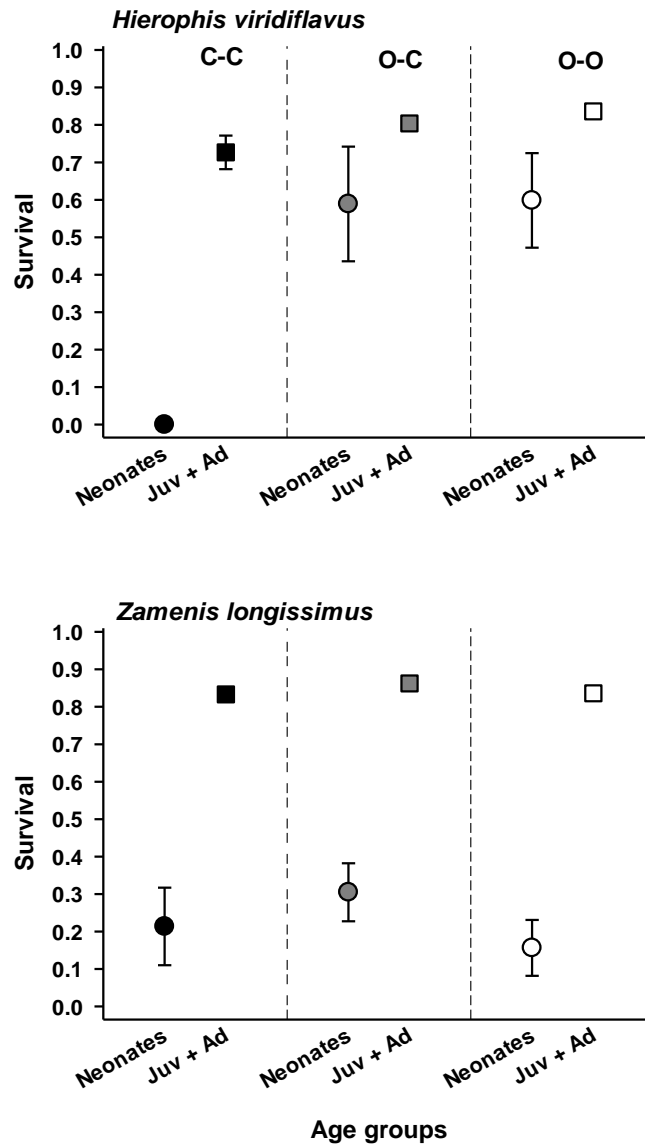 Hierophis viridiflavus
C-C O-C O-O
Survival
1.0
0.9
0.8
0.7
0.6
0.5
0.4
0.3
0.2
0.1
0.0
Neonates Juv + Ad Neonates Juv + Ad Neonates Juv + Ad
Zamenis longissimus
Survival
1.0
0.9
0.8
0.7
0.6
0.5
0.4
0.3
0.2
0.1
0.0
Neonates Juv + Ad Neonates Juv + Ad Neonates Juv + Ad
Age groups